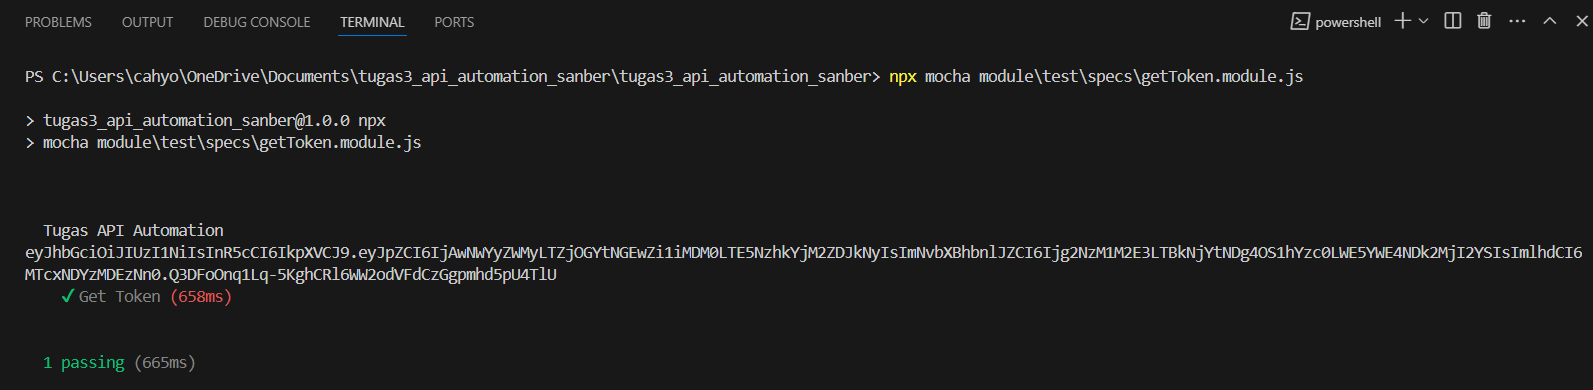 PROBLEMS OUTPUT DEBUG CONSOLE TERMINAL PORTS powershell
PS C:\Users\cahyo\OneDrive\Documents\tugas3_api_automation_sanber\tugas3_api_automation_sanber> npx mocha module\test\specs\getToken.module.js
> tugas3_api_automation_sanber@1.0.0 npx
> mocha module\test\specs\getToken.module.js
Tugas API Automation
eyJhbGciOiJIUzI1NiIsInR5cCI6IkpXVCJ9.eyJpZCI6IjAwNWYyZWMyLTZjOGYtNGEwZi1iMDM0LTE5NzhkYjM2ZDJkNyIsImNvbXBhbnlJZCI6Ijg2NzM1M2E3LTBkNjYtNDg4OS1hYzc0LWE5YWE4NDk2MjI2YSIsImlhdCI6
MTcxNDYzMDEzNn0.Q3DFoOnq1Lq-5KghCRl6WW2odVFdCzGgpmhd5pU4TlU
✓ Get Token (658ms)
1 passing (665ms)